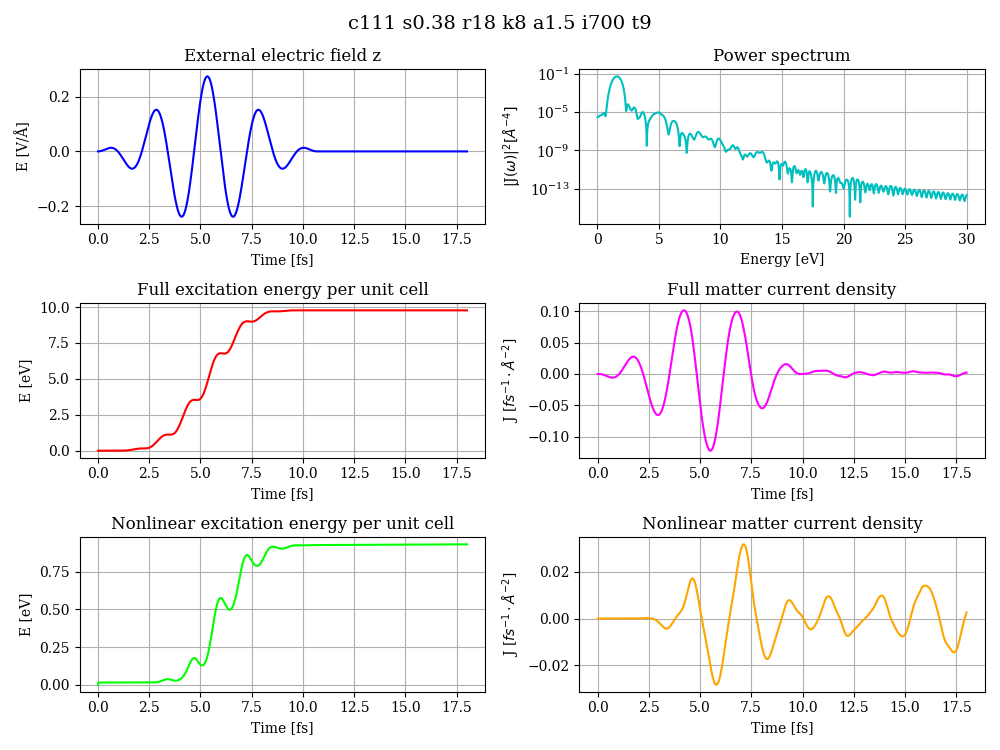 c111 s0.38 r18 k8 a1.5 i700 t9
External electric field z
E [V/Å]
0.2
0.0
−0.2
0.0 2.5 5.0 7.5 10.0 12.5 15.0 17.5
Time [fs]
Power spectrum
|J(ω)|²[Å⁻⁴]
10⁻¹
10⁻⁵
10⁻⁹
10⁻¹³
0 5 10 15 20 25 30
Energy [eV]
Full excitation energy per unit cell
E [eV]
10.0
7.5
5.0
2.5
0.0
0.0 2.5 5.0 7.5 10.0 12.5 15.0 17.5
Time [fs]
Full matter current density
J [fs⁻¹ · Å⁻²]
0.10
0.05
0.00
−0.05
−0.10
0.0 2.5 5.0 7.5 10.0 12.5 15.0 17.5
Time [fs]
Nonlinear excitation energy per unit cell
E [eV]
0.75
0.50
0.25
0.00
0.0 2.5 5.0 7.5 10.0 12.5 15.0 17.5
Time [fs]
Nonlinear matter current density
J [fs⁻¹ · Å⁻²]
0.02
0.00
−0.02
0.0 2.5 5.0 7.5 10.0 12.5 15.0 17.5
Time [fs]